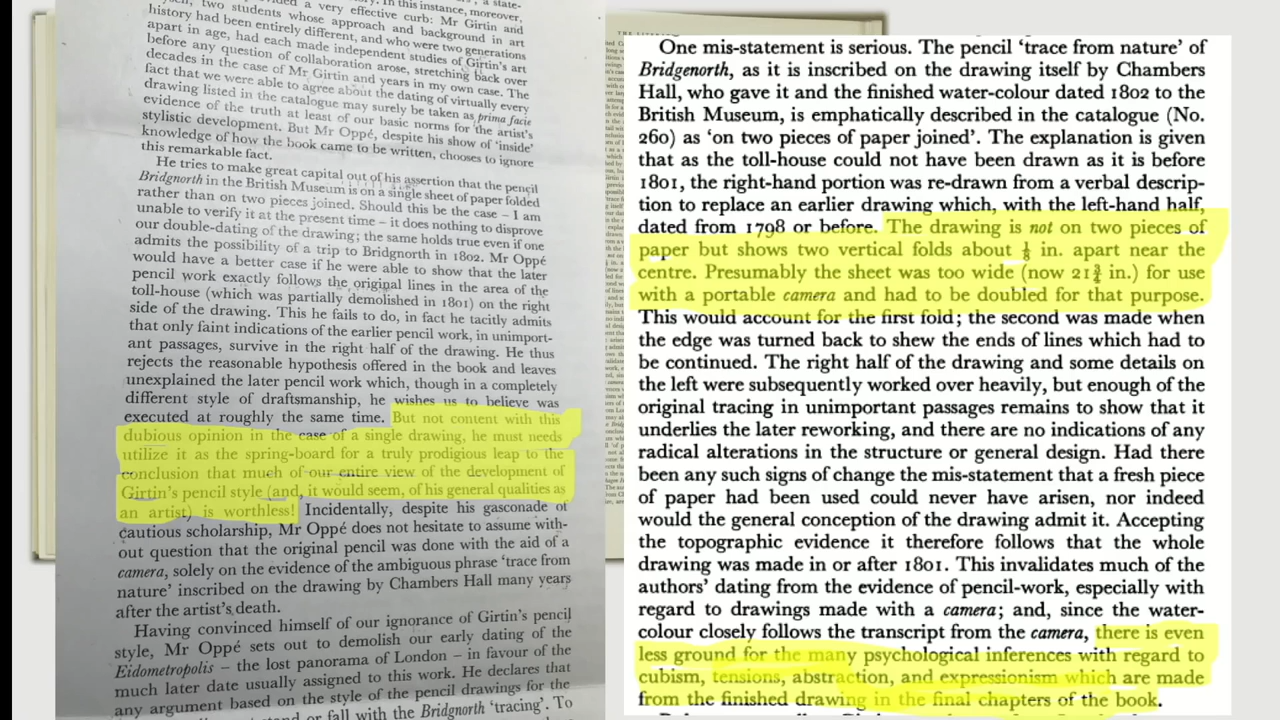 history. In this instance, moreover,
a very effective curb: Mr Girtin and
two students whose approach and background in art
history had been entirely different, and who were two generations
apart in age, had each made independent studies of Girtin's art
before any question of collaboration arose, stretching back over
decades in the case of Mr Girtin and years in my own case. The
fact that we were able to agree about the dating of virtually every
drawing listed in the catalogue may surely be taken as prima facie
evidence of the truth at least of our basic norms for the artist's
stylistic development. But Mr Oppé, despite his show of 'inside'
knowledge of how the book came to be written, chooses to ignore
this remarkable fact.
He tries to make great capital out of his assertion that the pencil
Bridgnorth in the British Museum is on a single sheet of paper folded
rather than on two pieces joined. Should this be the case – I am
unable to verify it at the present time – it does nothing to disprove
our double-dating of the drawing; the same holds true even if one
admits the possibility of a trip to Bridgnorth in 1802. Mr Oppé
would have a better case if he were able to show that the later
pencil work exactly follows the original lines in the area of the
toll-house (which was partially demolished in 1801) on the right
side of the drawing. This he fails to do, in fact he tacitly admits
that only faint indications of the earlier pencil work, in unimport-
ant passages, survive in the right half of the drawing. He thus
rejects the reasonable hypothesis offered in the book and leaves
unexplained the later pencil work which, though in a completely
different style of draftsmanship, he wishes us to believe was
executed at roughly the same time. But not content with this
dubious opinion in the case of a single drawing, he must needs
utilize it as the spring-board for a truly prodigious leap to the
conclusion that much of our entire view of the development of
Girtin's pencil style (and, it would seem, of his general qualities as
an artist) is worthless! Incidentally, despite his gasconade of
cautious scholarship, Mr Oppé does not hesitate to assume with-
out question that the original pencil was done with the aid of a
camera, solely on the evidence of the ambiguous phrase 'trace from
nature' inscribed on the drawing by Chambers Hall many years
after the artist's death.
Having convinced himself of our ignorance of Girtin's pencil
style, Mr Oppé sets out to demolish our early dating of the
Eidometropolis – the lost panorama of London – in favour of the
much later date usually assigned to this work. He declares that
any argument based on the style of the pencil drawings for the
or fall with the Bridgnorth 'tracing'. To
One mis-statement is serious. The pencil 'trace from nature' of
Bridgenorth, as it is inscribed on the drawing itself by Chambers
Hall, who gave it and the finished water-colour dated 1802 to the
British Museum, is emphatically described in the catalogue (No.
260) as 'on two pieces of paper joined'. The explanation is given
that as the toll-house could not have been drawn as it is before
1801, the right-hand portion was re-drawn from a verbal descrip-
tion to replace an earlier drawing which, with the left-hand half,
dated from 1798 or before. The drawing is not on two pieces of
paper but shows two vertical folds about ⅛ in. apart near the
centre. Presumably the sheet was too wide (now 21¾ in.) for use
with a portable camera and had to be doubled for that purpose.
This would account for the first fold; the second was made when
the edge was turned back to shew the ends of lines which had to
be continued. The right half of the drawing and some details on
the left were subsequently worked over heavily, but enough of the
original tracing in unimportant passages remains to show that it
underlies the later reworking, and there are no indications of any
radical alterations in the structure or general design. Had there
been any such signs of change the mis-statement that a fresh piece
of paper had been used could never have arisen, nor indeed
would the general conception of the drawing admit it. Accepting
the topographic evidence it therefore follows that the whole
drawing was made in or after 1801. This invalidates much of the
authors' dating from the evidence of pencil-work, especially with
regard to drawings made with a camera; and, since the water-
colour closely follows the transcript from the camera, there is even
less ground for the many psychological inferences with regard to
cubism, tensions, abstraction, and expressionism which are made
from the finished drawing in the final chapters of the book.